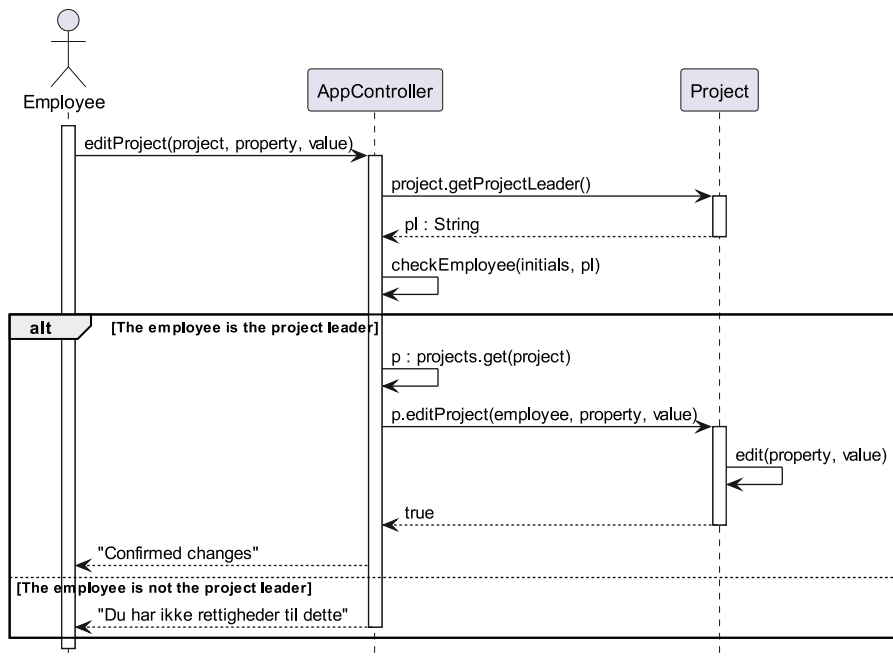 Employee
AppController
Project
editProject(project, property, value)
project.getProjectLeader()
pl : String
checkEmployee(initials, pl)
alt
[The employee is the project leader]
p : projects.get(project)
p.editProject(employee, property, value)
edit(property, value)
true
"Confirmed changes"
[The employee is not the project leader]
"Du har ikke rettigheder til dette"